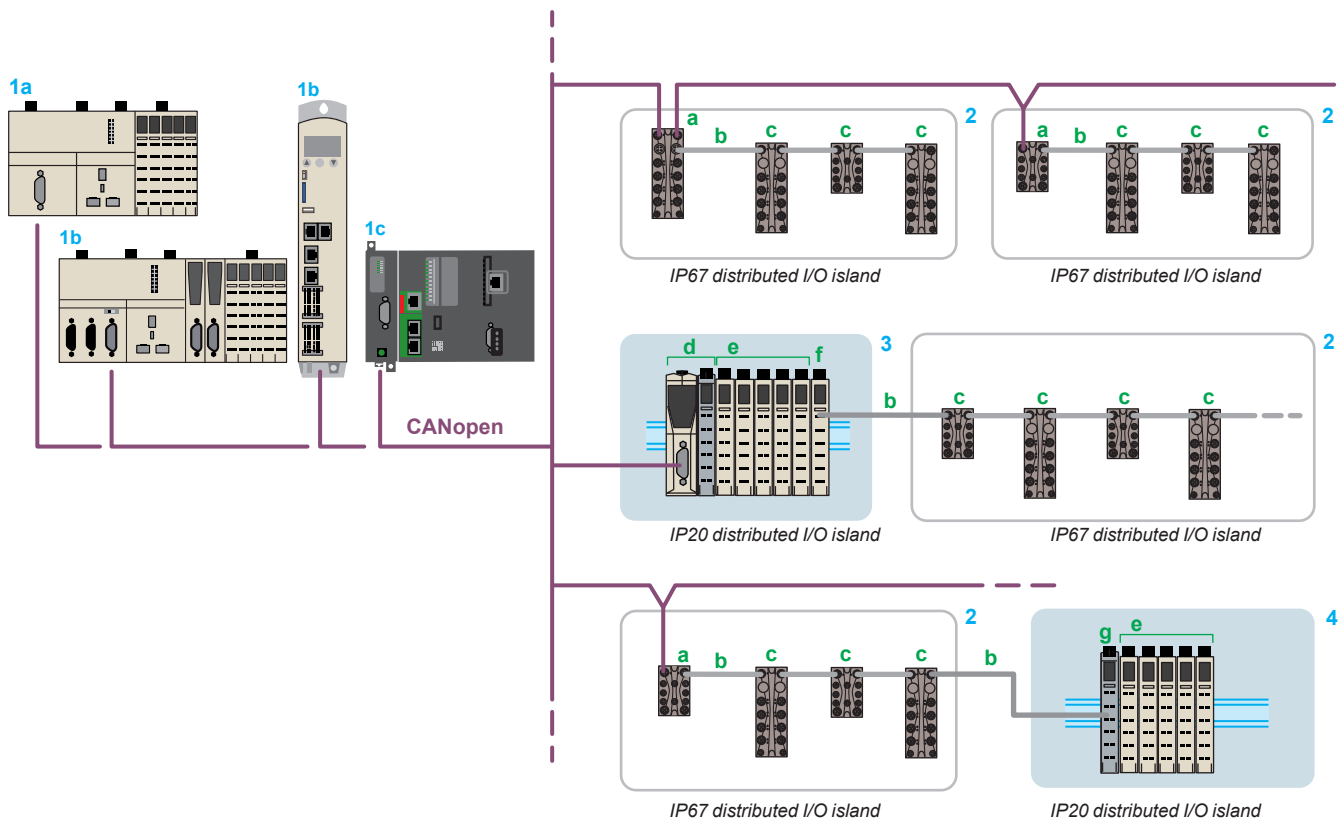 1a
1b
1b
1c
CANopen
2
a
b
c
c
c
IP67 distributed I/O island
2
a
b
c
c
c
IP67 distributed I/O island
3
d
e
f
IP20 distributed I/O island
b
2
c
c
c
c
IP67 distributed I/O island
2
a
b
c
c
c
IP67 distributed I/O island
b
4
g
e
IP20 distributed I/O island